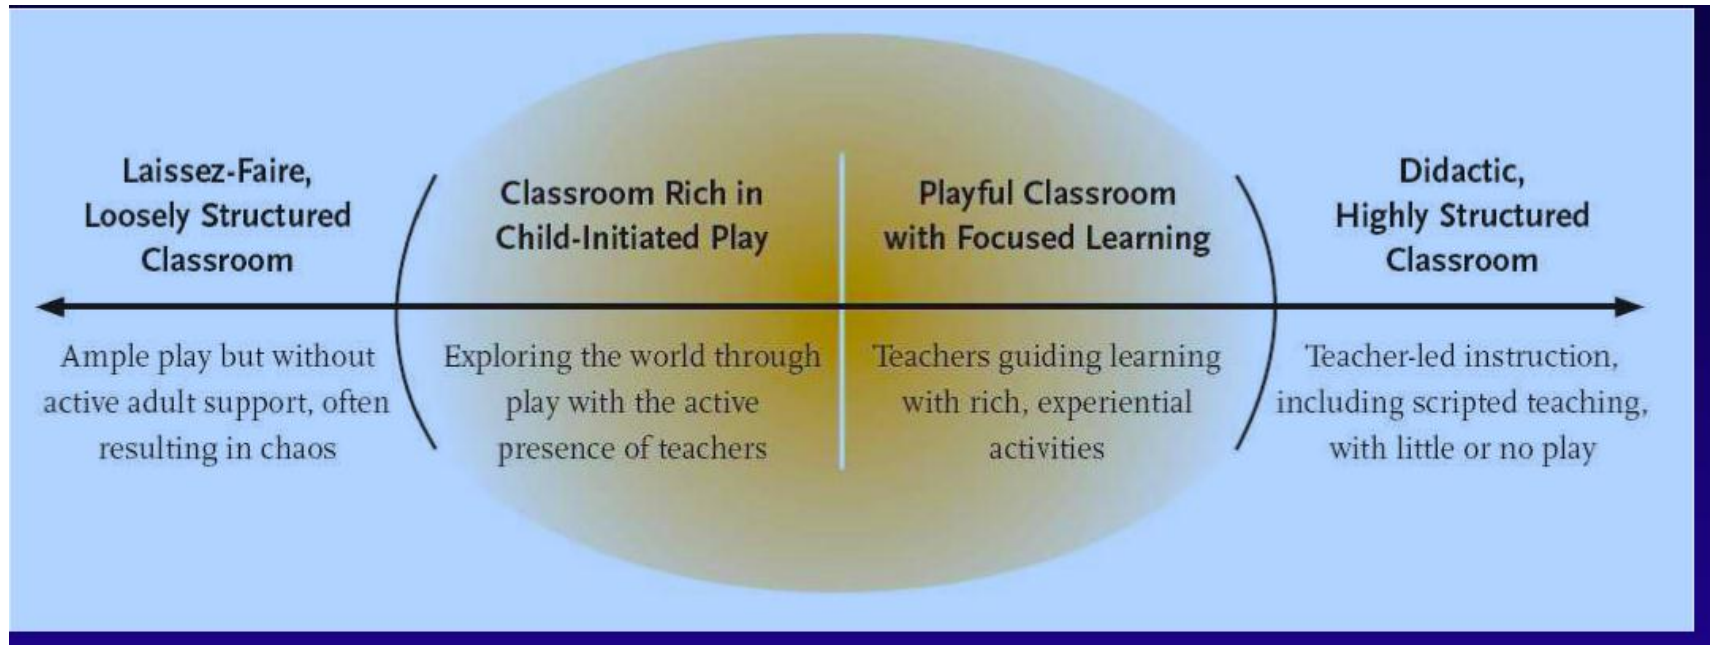 Laissez-Faire,
Loosely Structured
Classroom
Ample play but without
active adult support, often
resulting in chaos
Classroom Rich in
Child-Initiated Play
Exploring the world through
play with the active
presence of teachers
Playful Classroom
with Focused Learning
Teachers guiding learning
with rich, experiential
activities
Didactic,
Highly Structured
Classroom
Teacher-led instruction,
including scripted teaching,
with little or no play